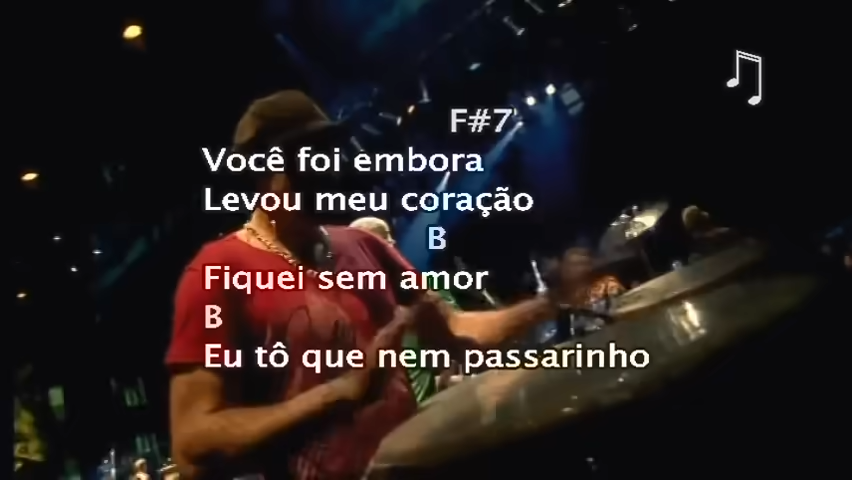 F#7
Você foi embora
Levou meu coração
B
Fiquei sem amor
B
Eu tô que nem passarinho